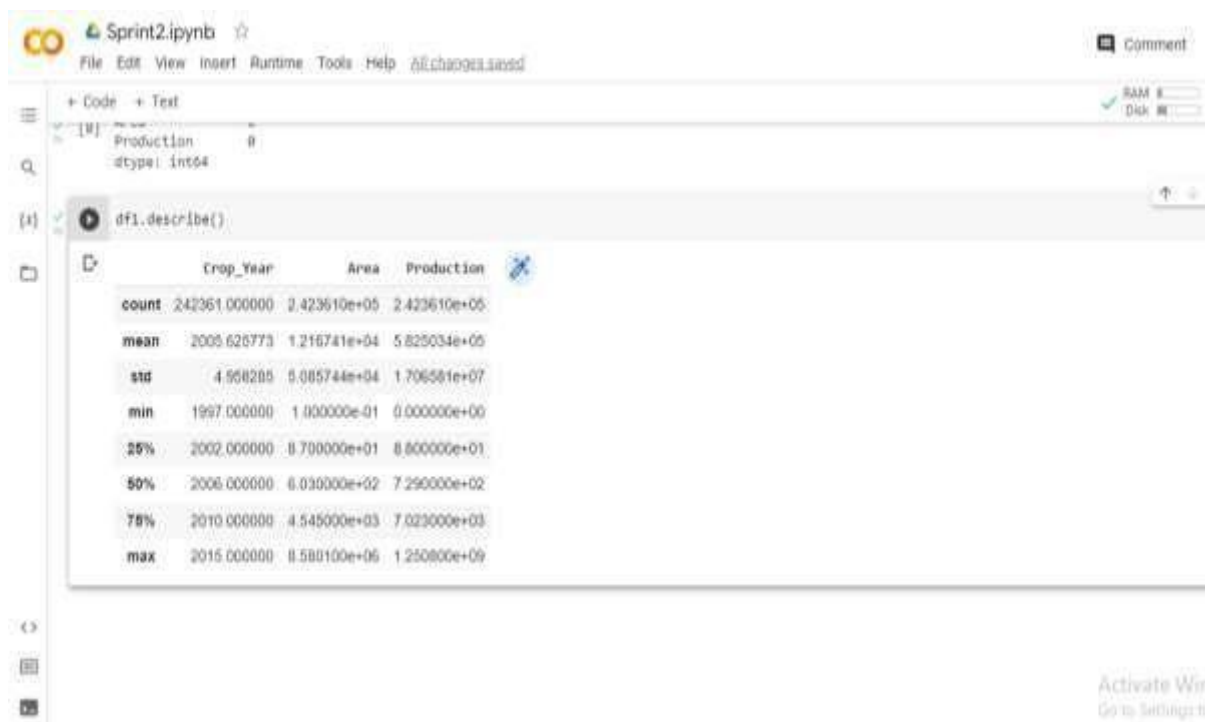 CO Sprint2.ipynb
Comment
File Edit View Insert Runtime Tools Help All changes saved
+ Code + Text
RAM
Disk
Production 0
dtype: int64
df1.describe()
Crop_Year Area Production
count 242361.000000 2.423610e+05 2.423610e+05
mean 2005.625773 1.216741e+04 5.825034e+05
std 4.958285 5.085744e+04 1.706581e+07
min 1997.000000 1.000000e-01 0.000000e+00
25% 2002.000000 8.700000e+01 8.800000e+01
50% 2006.000000 6.030000e+02 7.290000e+02
75% 2010.000000 4.545000e+03 7.023000e+03
max 2015.000000 8.580100e+06 1.250800e+09
Activate Win
Go to Settings t